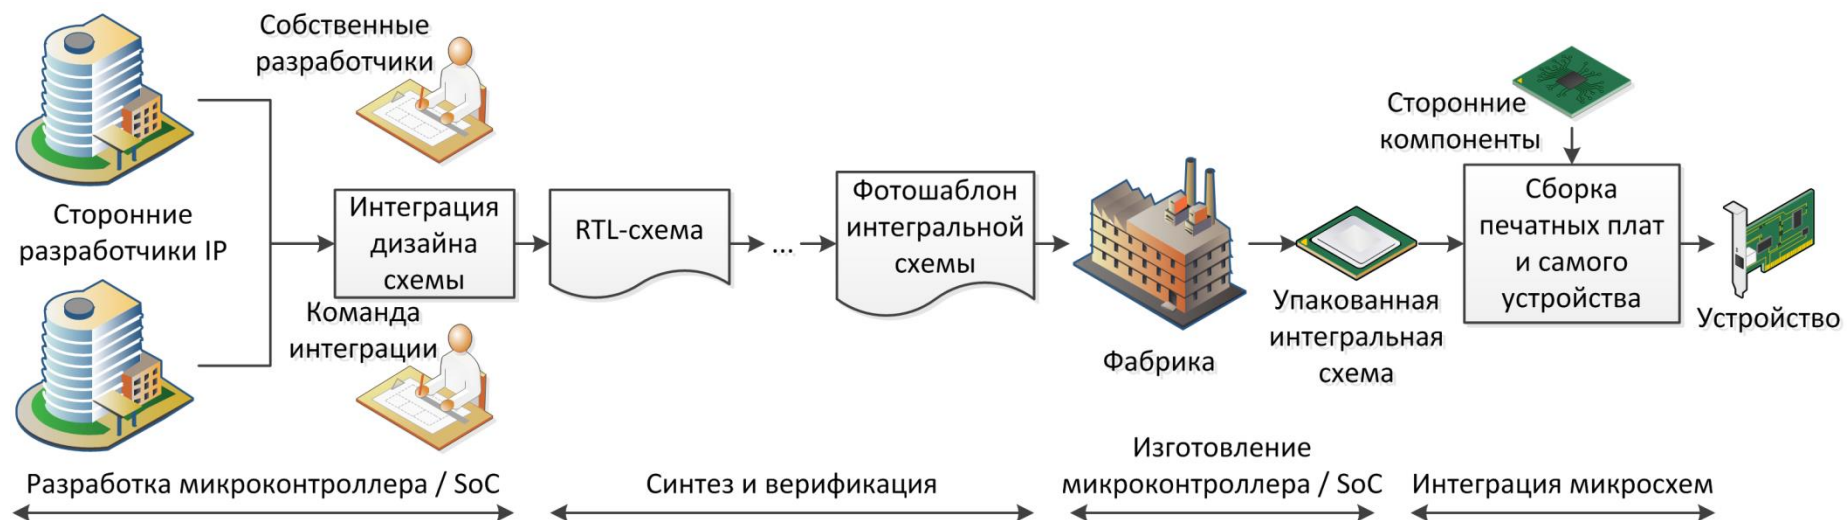 Собственные
разработчики
Сторонние
разработчики IP
Интеграция
дизайна
схемы
Команда
интеграции
RTL-схема
...
Фотошаблон
интегральной
схемы
Фабрика
Упакованная
интегральная
схема
Сторонние
компоненты
Сборка
печатных плат
и самого
устройства
Устройство
Разработка микроконтроллера / SoC
Синтез и верификация
Изготовление
микроконтроллера / SoC
Интеграция микросхем